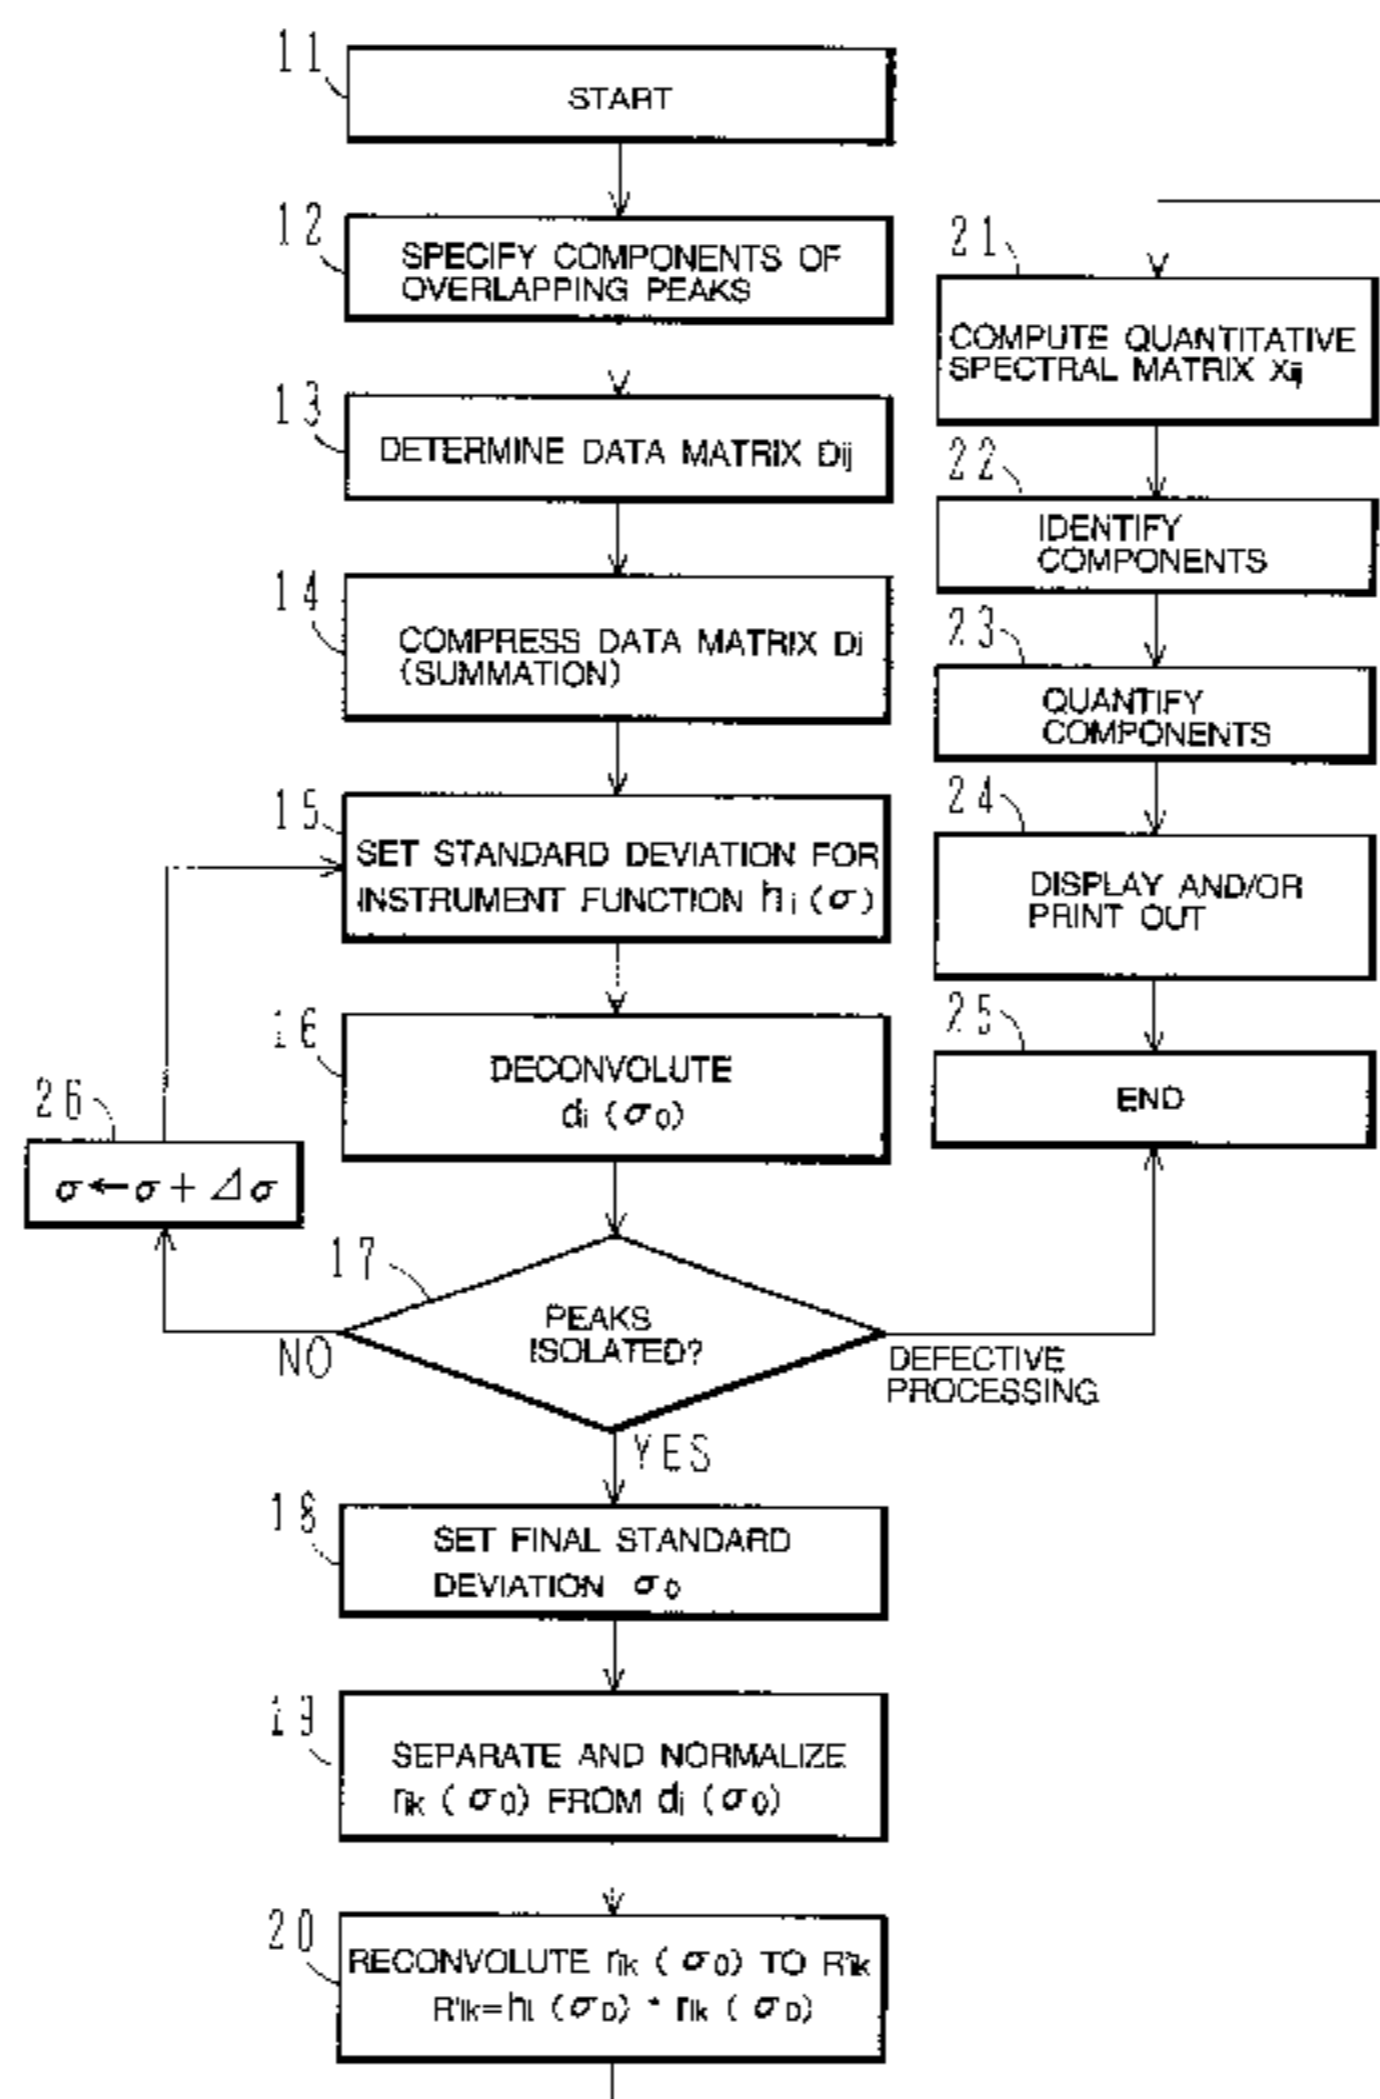 11
START
12
SPECIFY COMPONENTS OF
OVERLAPPING PEAKS
13
DETERMINE DATA MATRIX Dij
14
COMPRESS DATA MATRIX Di
(SUMMATION)
15
SET STANDARD DEVIATION FOR
INSTRUMENT FUNCTION hi (σ)
16
DECONVOLUTE
di (σ0)
26
σ←σ+Δσ
17
PEAKS
ISOLATED?
NO
DEFECTIVE
PROCESSING
YES
18
SET FINAL STANDARD
DEVIATION σ0
19
SEPARATE AND NORMALIZE
rik (σ0) FROM di (σ0)
20
RECONVOLUTE rik (σ0) TO R'ik
R'ik=hi (σ0) * rik (σ0)
21
COMPUTE QUANTITATIVE
SPECTRAL MATRIX Xij
22
IDENTIFY
COMPONENTS
23
QUANTIFY
COMPONENTS
24
DISPLAY AND/OR
PRINT OUT
25
END